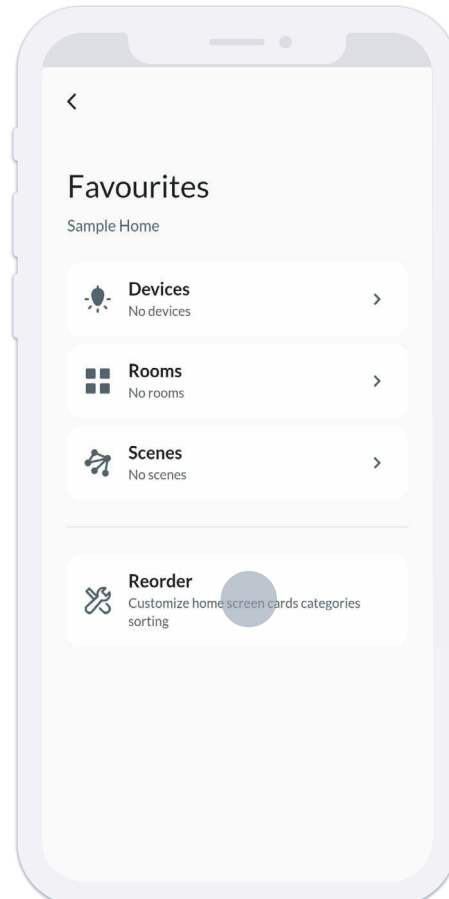 Favourites
Sample Home
Devices
No devices
Rooms
No rooms
Scenes
No scenes
Reorder
Customize home screen cards categories
sorting